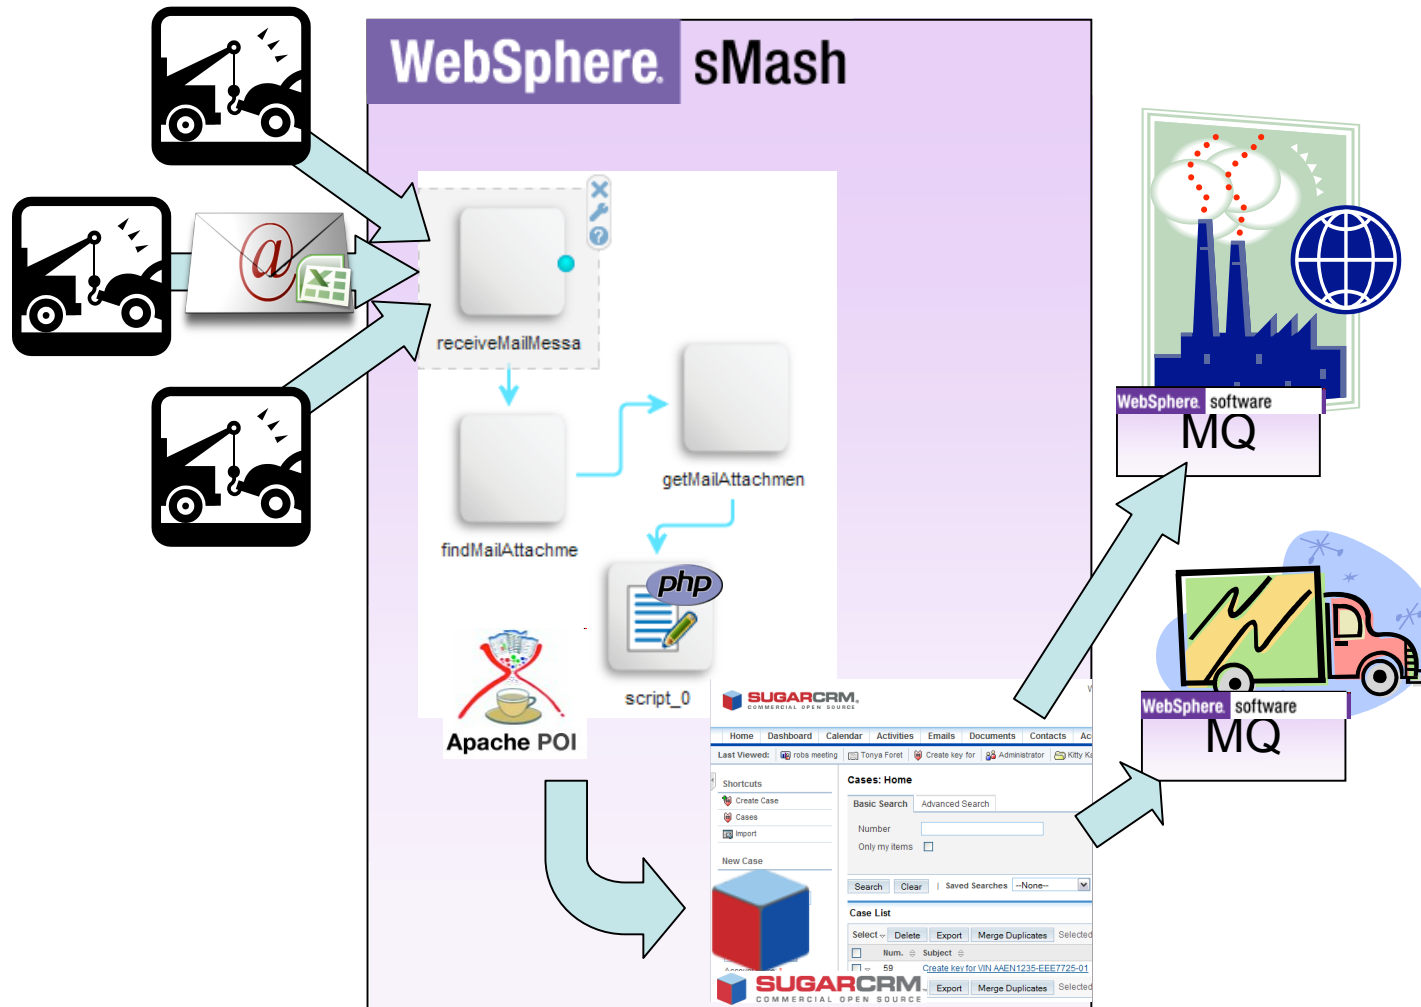 WebSphere. sMash
@
X
receiveMailMessa
findMailAttachme
getMailAttachmen
php
script_0
Apache POI
WebSphere. software
MQ
WebSphere. software
MQ
SUGARCRM.
COMMERCIAL OPEN SOURCE
Home Dashboard Calendar Activities Emails Documents Contacts
Last Viewed: robs meeting Tonya Foret Create key for Administrator Kitty
Shortcuts
Create Case
Cases
Import
New Case
Cases: Home
Basic Search Advanced Search
Number
Only my items
Search Clear | Saved Searches --None--
Case List
Select Delete Export Merge Duplicates Selected
Num. Subject
59 Create key for VIN AAEN1235-EEE7725-01
Export Merge Duplicates Selected
SUGARCRM.
COMMERCIAL OPEN SOURCE